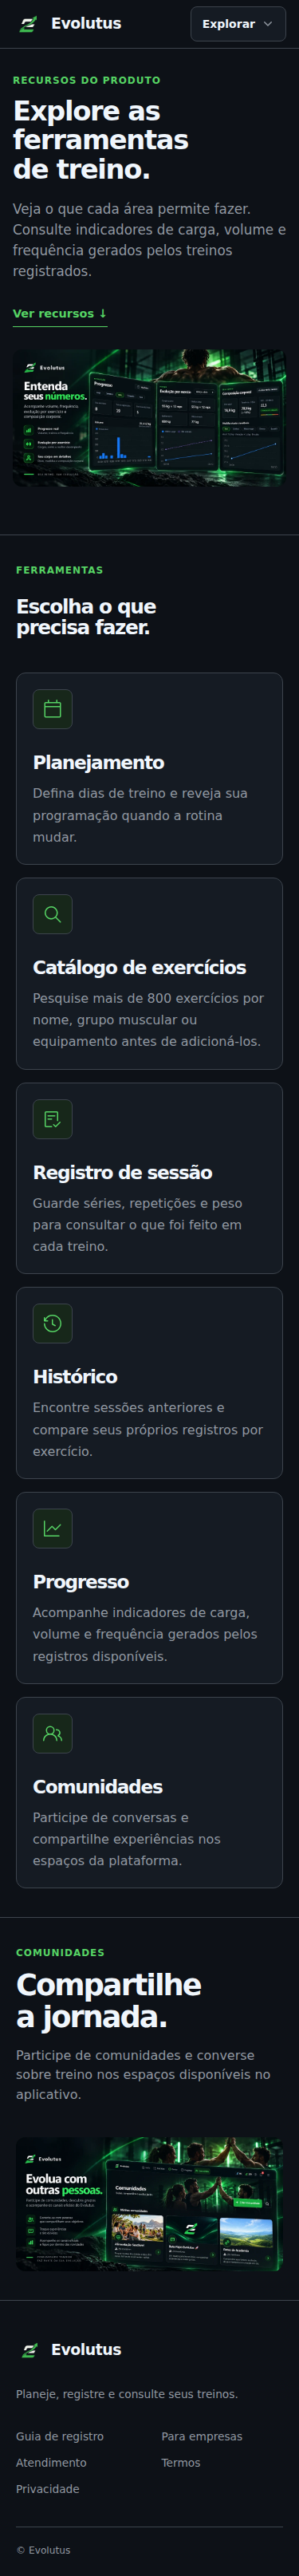 Evolutus
Explorar
RECURSOS DO PRODUTO
Explore as
ferramentas
de treino.
Veja o que cada área permite fazer.
Consulte indicadores de carga, volume e
frequência gerados pelos treinos
registrados.
Ver recursos ↓
Evolutus
Entenda
seus números.
Progresso
FERRAMENTAS
Escolha o que
precisa fazer.
Planejamento
Defina dias de treino e reveja sua
programação quando a rotina
mudar.
Catálogo de exercícios
Pesquise mais de 800 exercícios por
nome, grupo muscular ou
equipamento antes de adicioná-los.
Registro de sessão
Guarde séries, repetições e peso
para consultar o que foi feito em
cada treino.
Histórico
Encontre sessões anteriores e
compare seus próprios registros por
exercício.
Progresso
Acompanhe indicadores de carga,
volume e frequência gerados pelos
registros disponíveis.
Comunidades
Participe de conversas e
compartilhe experiências nos
espaços da plataforma.
COMUNIDADES
Compartilhe
a jornada.
Participe de comunidades e converse
sobre treino nos espaços disponíveis no
aplicativo.
Evolutus
Evolua com
outras pessoas.
Comunidades
Evolutus
Planeje, registre e consulte seus treinos.
Guia de registro
Para empresas
Atendimento
Termos
Privacidade
© Evolutus